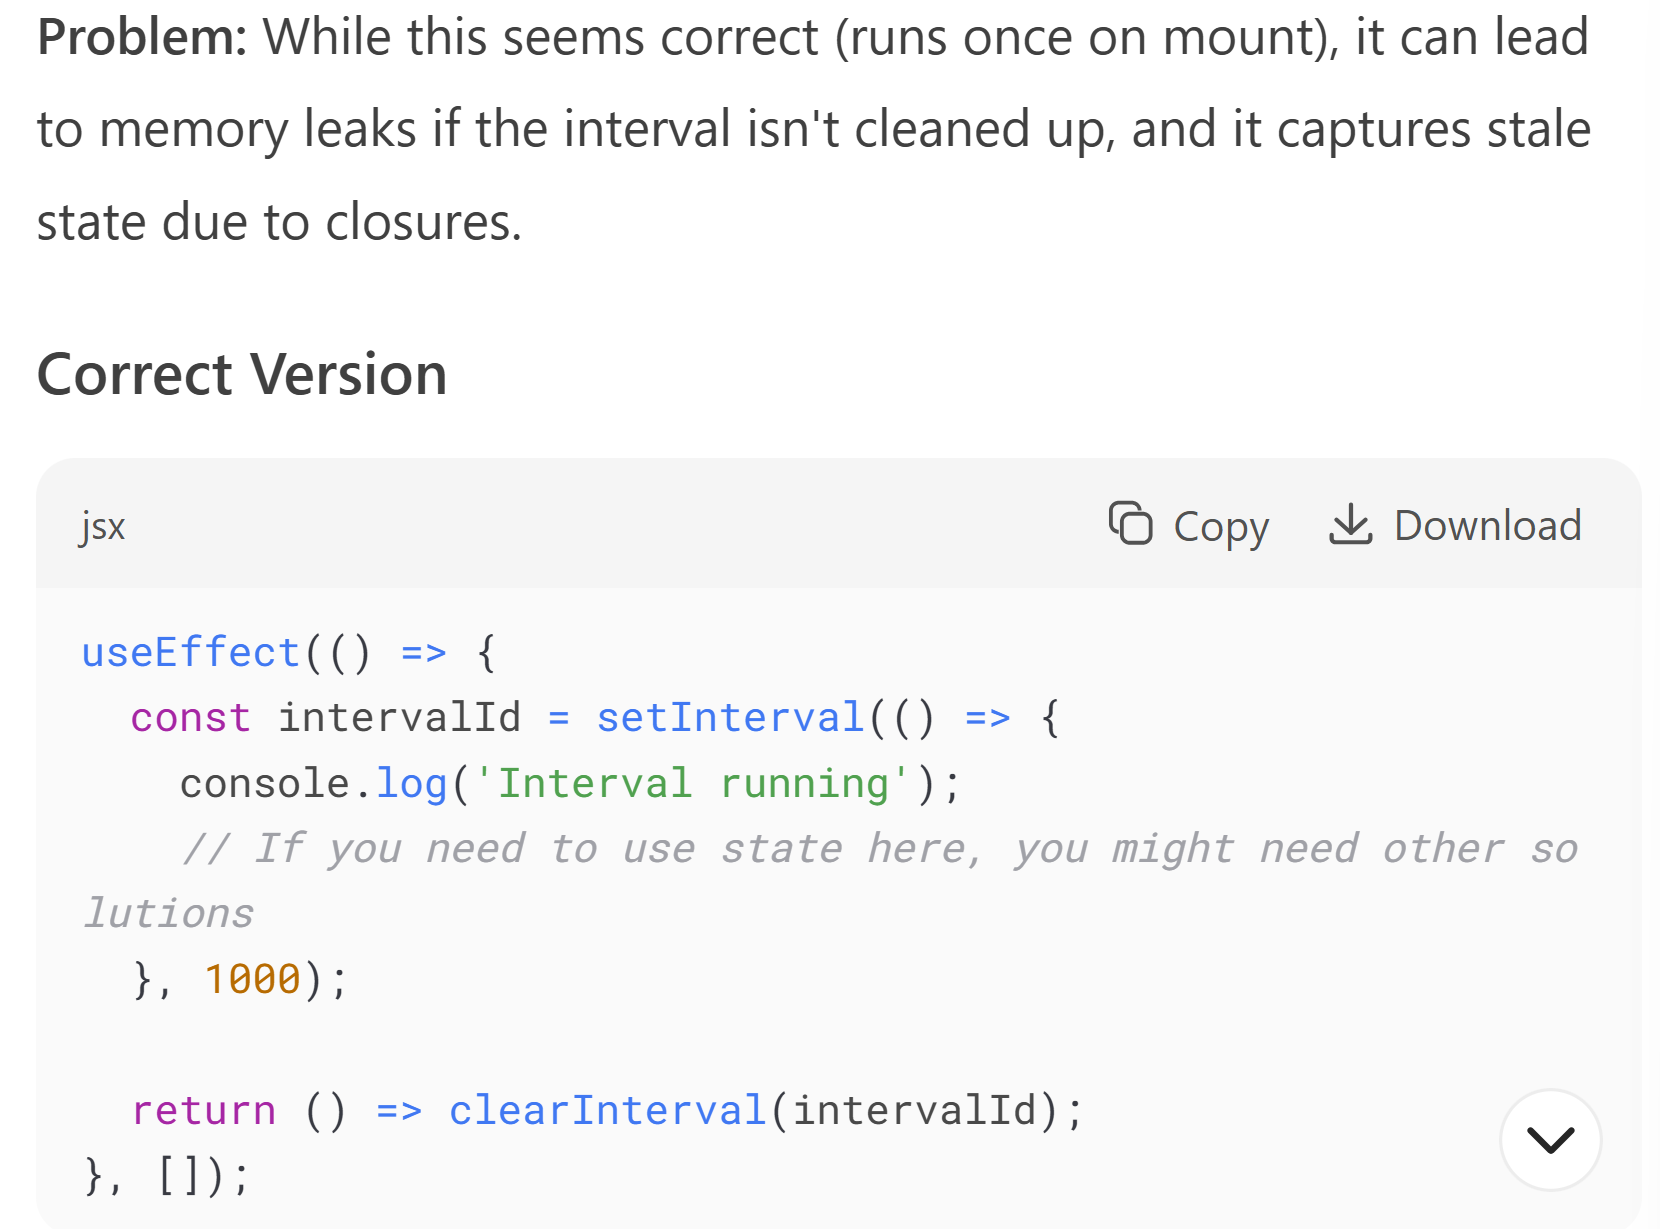 Problem: While this seems correct (runs once on mount), it can lead
to memory leaks if the interval isn't cleaned up, and it captures stale
state due to closures.
Correct Version
jsx Copy Download
useEffect(() => {
  const intervalId = setInterval(() => {
    console.log('Interval running');
    // If you need to use state here, you might need other so
lutions
  }, 1000);

  return () => clearInterval(intervalId);
}, []);